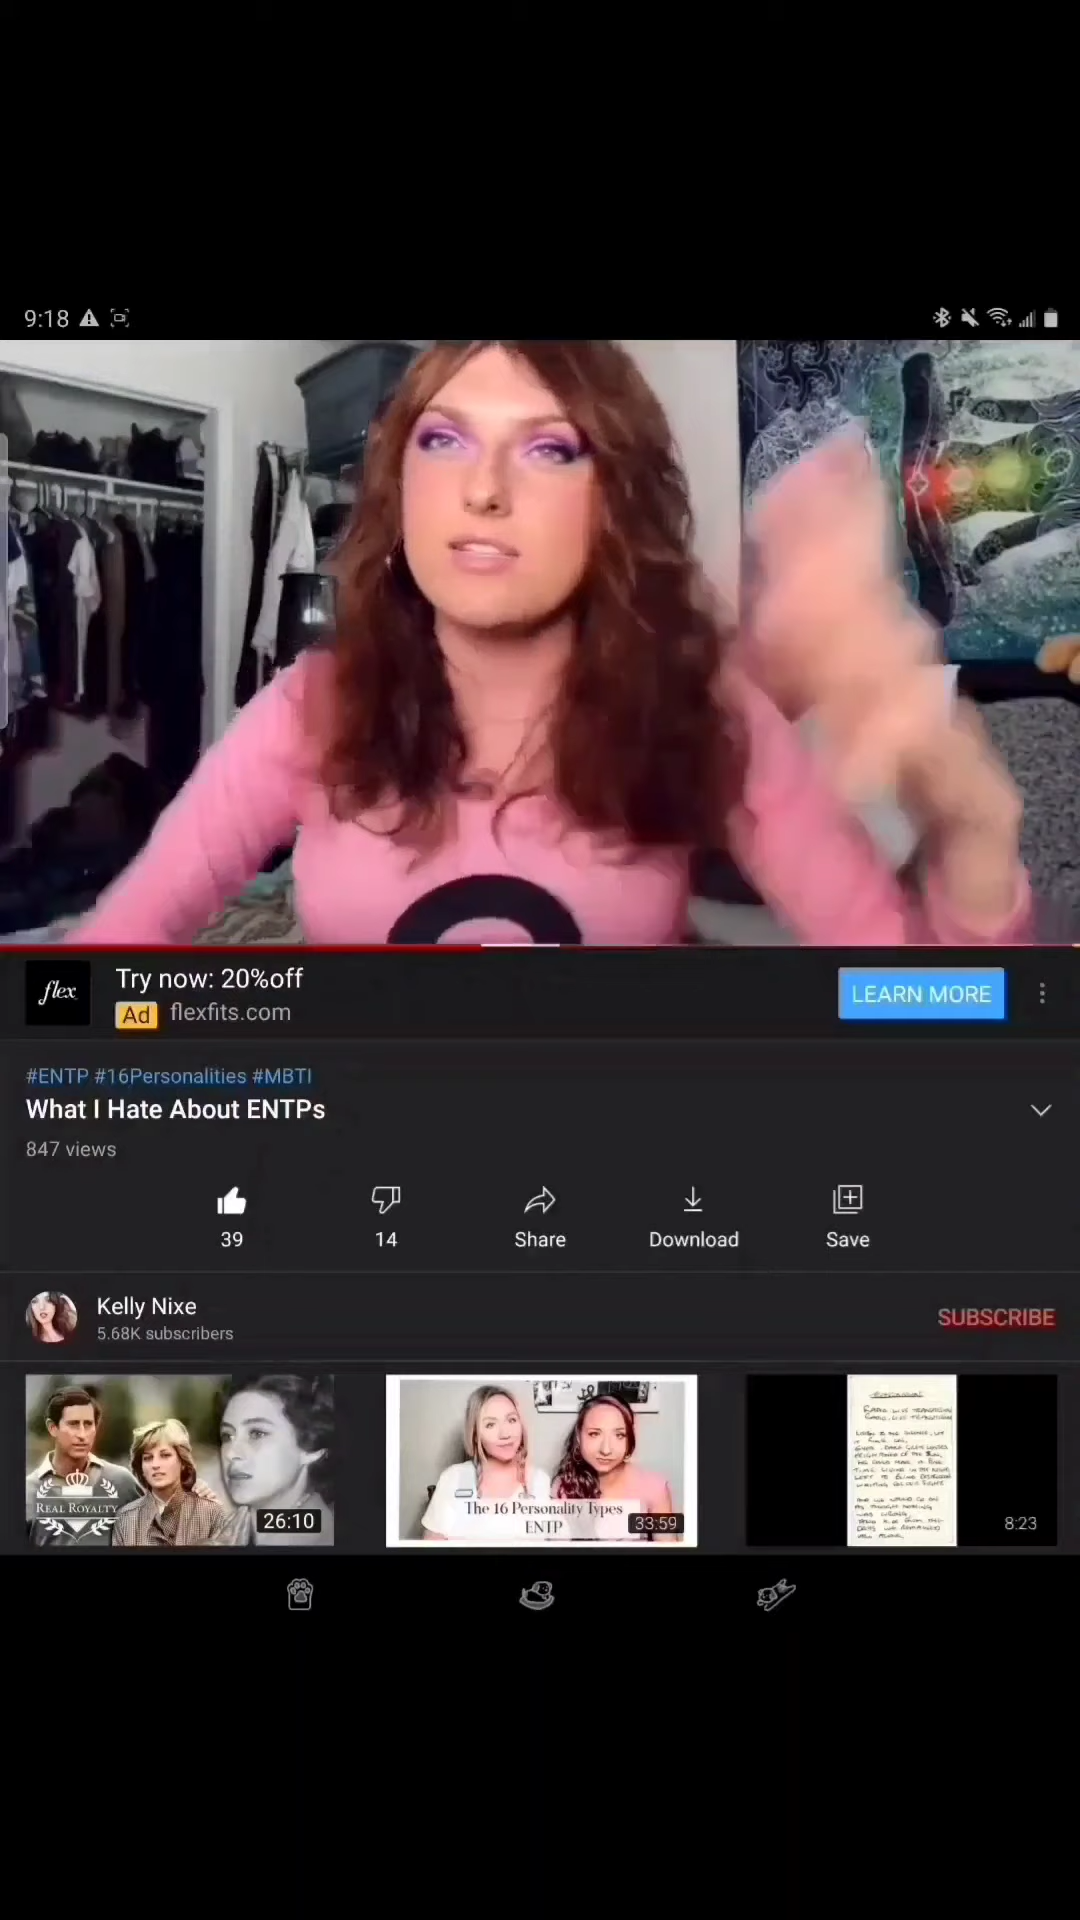 9:18
flex
Try now: 20%off
Ad flexfits.com
LEARN MORE
#ENTP #16Personalities #MBTI
What I Hate About ENTPs
847 views
39
14
Share
Download
Save
Kelly Nixe
5.68K subscribers
SUBSCRIBE
REAL ROYALTY
26:10
The 16 Personality Types
ENTP
33:59
8:23